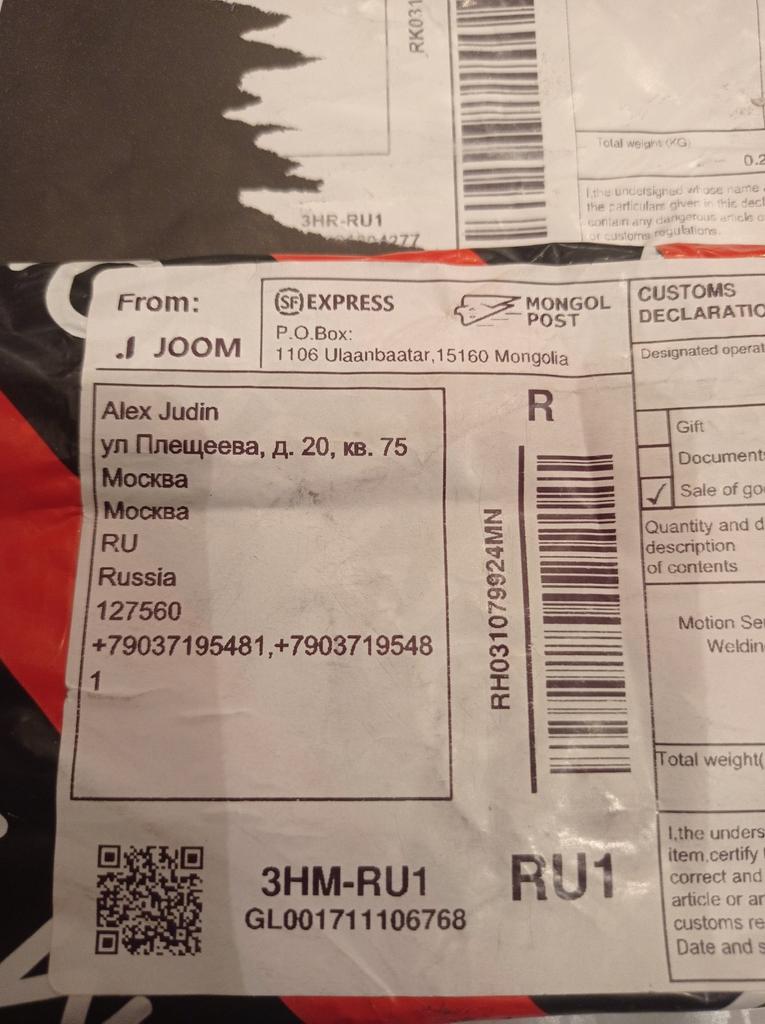 RK031
Total weight (KG)
0.2
I,the undersigned whose name
the particulars given in this decl
contain any dangerous article o
or customs regulations.
3HR-RU1
From:
JOOM
SF EXPRESS
MONGOL
POST
P.O.Box:
1106 Ulaanbaatar,15160 Mongolia
CUSTOMS
DECLARATIO
Designated operat
Alex Judin
ул Плещеева, д. 20, кв. 75
Москва
Москва
RU
Russia
127560
+79037195481,+7903719548
1
R
RH031079924MN
Gift
Document
Sale of go
Quantity and d
description
of contents
Motion Se
Weldin
Total weight(
I,the unders
item,certify
correct and
article or ar
customs re
Date and s
3HM-RU1
GL001711106768
RU1